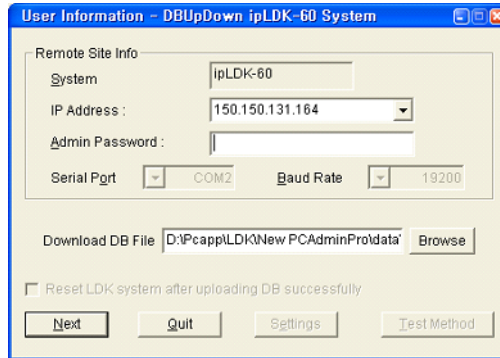 User Information - DBUpDown ipLDK-60 System
Remote Site Info
System ipLDK-60
IP Address : 150.150.131.164
Admin Password :
Serial Port COM2 Baud Rate 19200
Download DB File D:\Pcapp\LDK\New PCAdminPro\data\ Browse
Reset LDK system after uploading DB successfully
Next Quit Settings Test Method